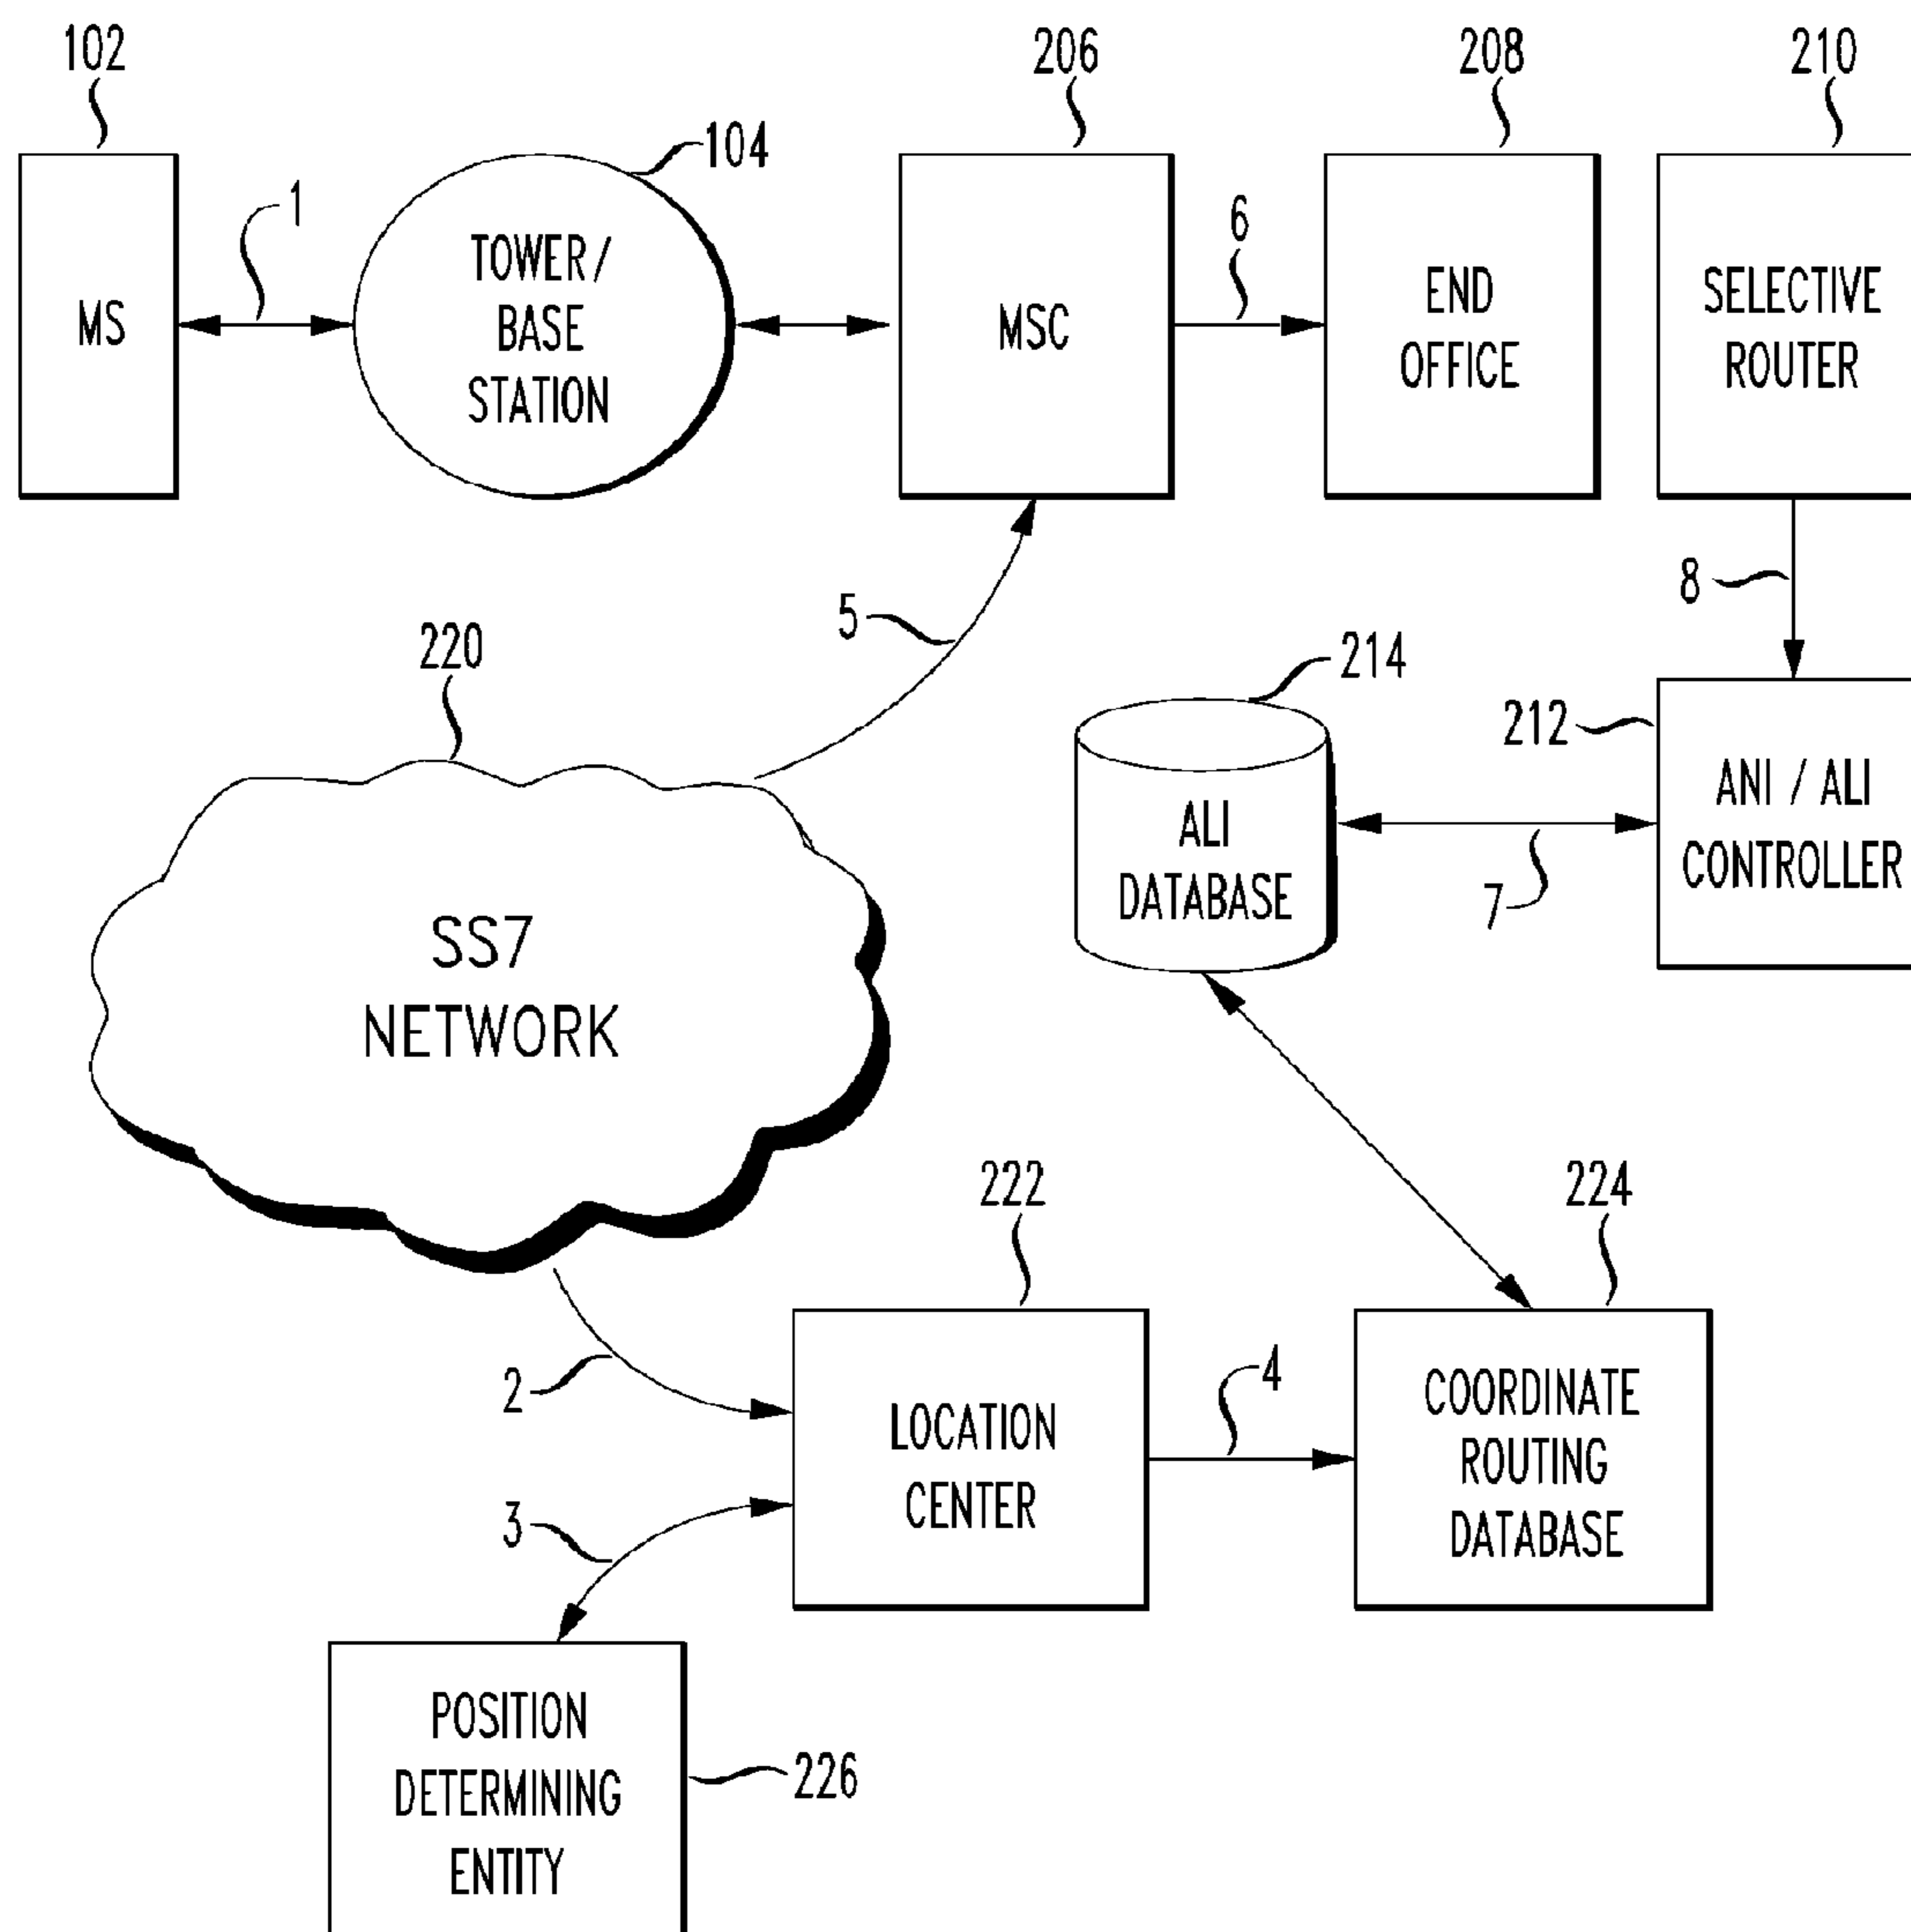 102
206
208
210
104
1
6
MS
TOWER/
BASE
STATION
MSC
END
OFFICE
SELECTIVE
ROUTER
5
8
220
214
212
ALI
DATABASE
ANI / ALI
CONTROLLER
7
SS7
NETWORK
222
224
2
4
LOCATION
CENTER
COORDINATE
ROUTING
DATABASE
3
POSITION
DETERMINING
ENTITY
226